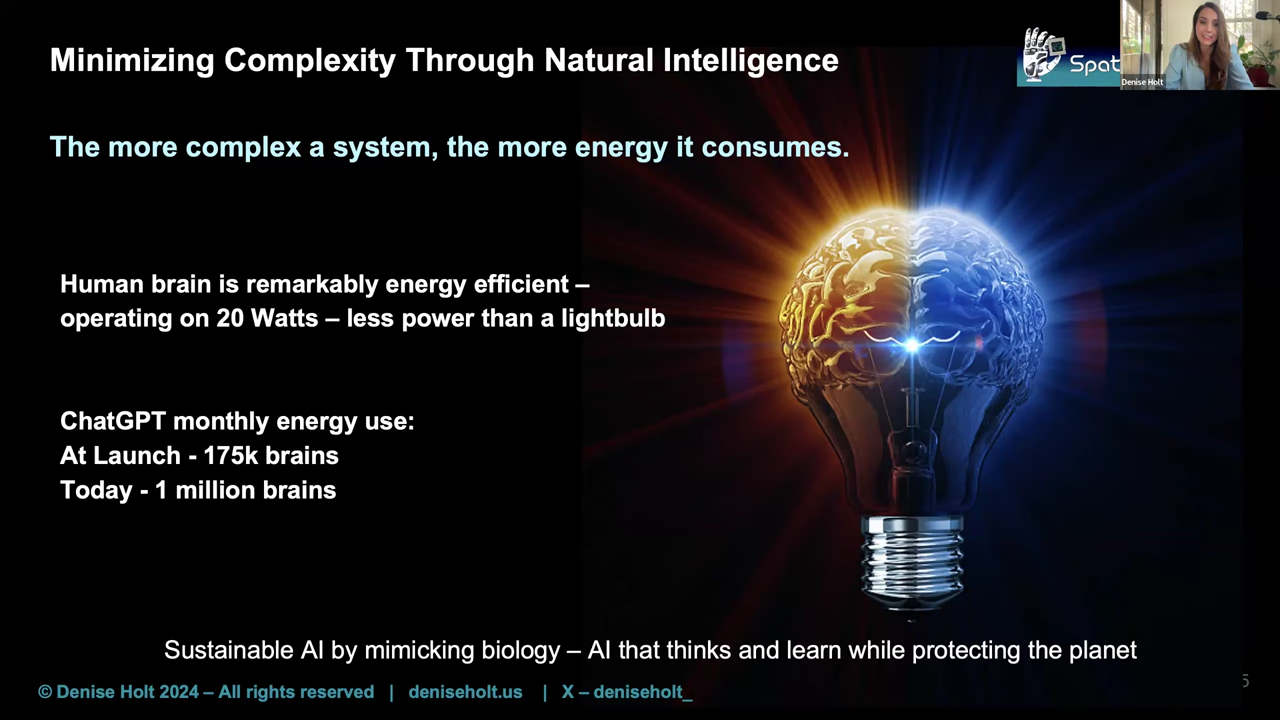 Minimizing Complexity Through Natural Intelligence
Spat
Denise Holt
The more complex a system, the more energy it consumes.
Human brain is remarkably energy efficient –
operating on 20 Watts – less power than a lightbulb
ChatGPT monthly energy use:
At Launch - 175k brains
Today - 1 million brains
Sustainable AI by mimicking biology – AI that thinks and learn while protecting the planet
© Denise Holt 2024 – All rights reserved | deniseholt.us | X – deniseholt_
5